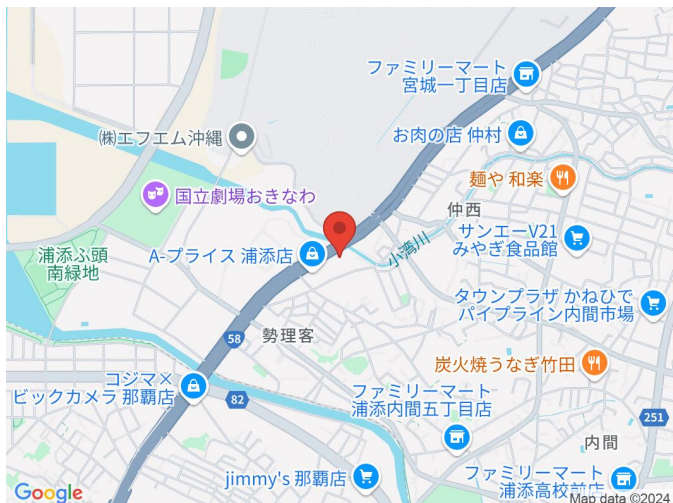 ファミリーマート
宮城一丁目店
お肉の店 仲村
㈱エフエム沖縄
麺や 和楽
国立劇場おきなわ
仲西
サンエーV21
みやぎ食品館
小湾川
A-プライス 浦添店
浦添ふ頭
南緑地
タウンプラザ かねひで
パイプライン内間市場
58
勢理客
炭火焼うなぎ竹田
コジマ×
ビックカメラ 那覇店
82
ファミリーマート
浦添内間五丁目店
251
内間
jimmy's 那覇店
ファミリーマート
浦添高校前店
Google
Map data ©2024